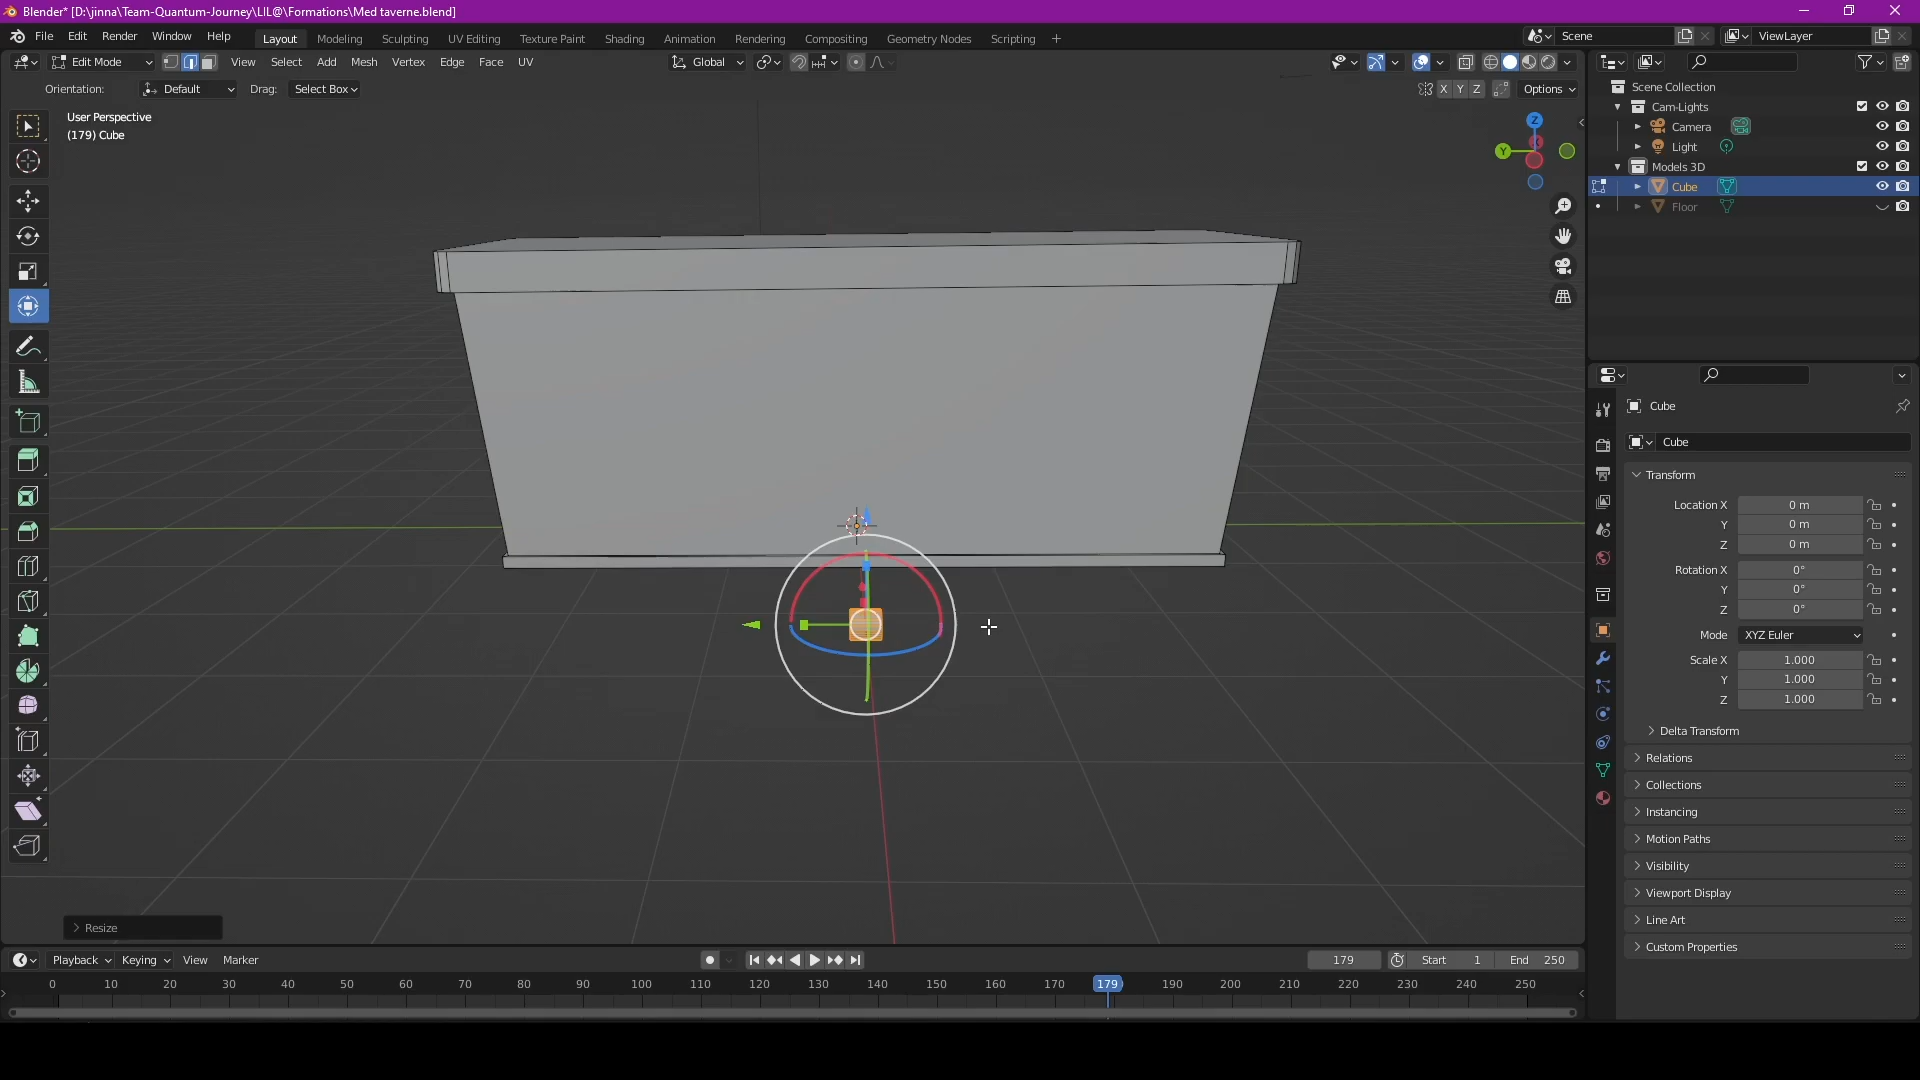 Blender* [D:\jinna\Team-Quantum-Journey\LIL@\Formations\Med taverne.blend]
File Edit Render Window Help Layout Modeling Sculpting UV Editing Texture Paint Shading Animation Rendering Compositing Geometry Nodes Scripting + Scene ViewLayer
Edit Mode View Select Add Mesh Vertex Edge Face UV Global
Orientation: Default Drag: Select Box X Y Z Options
User Perspective
(179) Cube
Z
Y
Scene Collection
Cam-Lights
Camera
Light
Models 3D
Cube
Floor
Cube
Cube
Transform
Location X 0 m
Y 0 m
Z 0 m
Rotation X 0°
Y 0°
Z 0°
Mode XYZ Euler
Scale X 1.000
Y 1.000
Z 1.000
Delta Transform
Relations
Collections
Instancing
Motion Paths
Visibility
Viewport Display
Line Art
Custom Properties
Resize
Playback Keying View Marker 179 Start 1 End 250
0 10 20 30 40 50 60 70 80 90 100 110 120 130 140 150 160 170 179 190 200 210 220 230 240 250